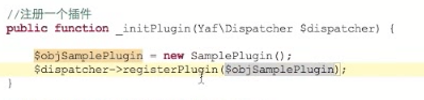 //注册一个插件
public function _initPlugin(Yaf\Dispatcher $dispatcher) {
$objSamplePlugin = new SamplePlugin();
$dispatcher->registerPlugin($objSamplePlugin);
}